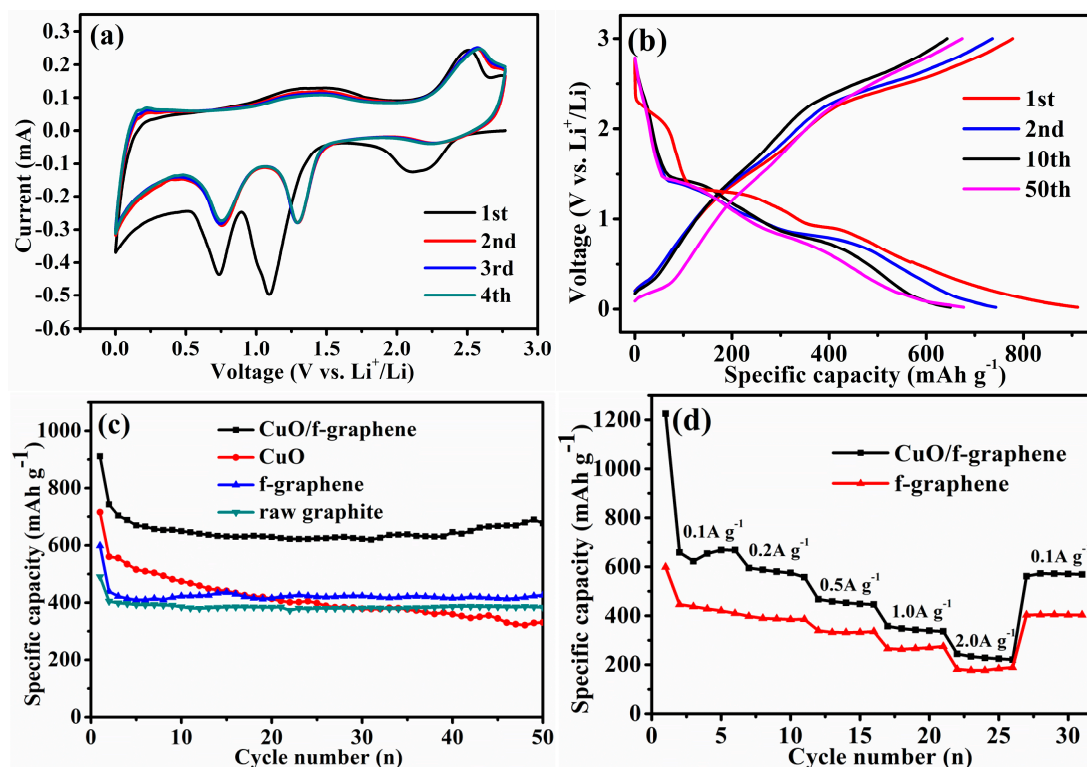 (a)
0.3
0.2
0.1
0.0
-0.1
-0.2
-0.3
-0.4
-0.5
-0.6
Current (mA)
1st
2nd
3rd
4th
0.0 0.5 1.0 1.5 2.0 2.5 3.0
Voltage (V vs. Li⁺/Li)
(b)
3
2
1
0
Voltage (V vs. Li⁺/Li)
1st
2nd
10th
50th
0 200 400 600 800
Specific capacity (mAh g⁻¹)
(c)
1000
800
600
400
200
0
Specific capacity (mAh g⁻¹)
CuO/f-graphene
CuO
f-graphene
raw graphite
0 10 20 30 40 50
Cycle number (n)
(d)
1200
1000
800
600
400
200
0
Specific capacity (mAh g⁻¹)
CuO/f-graphene
f-graphene
0.1A g⁻¹
0.2A g⁻¹
0.5A g⁻¹
1.0A g⁻¹
2.0A g⁻¹
0.1A g⁻¹
0 5 10 15 20 25 30
Cycle number (n)